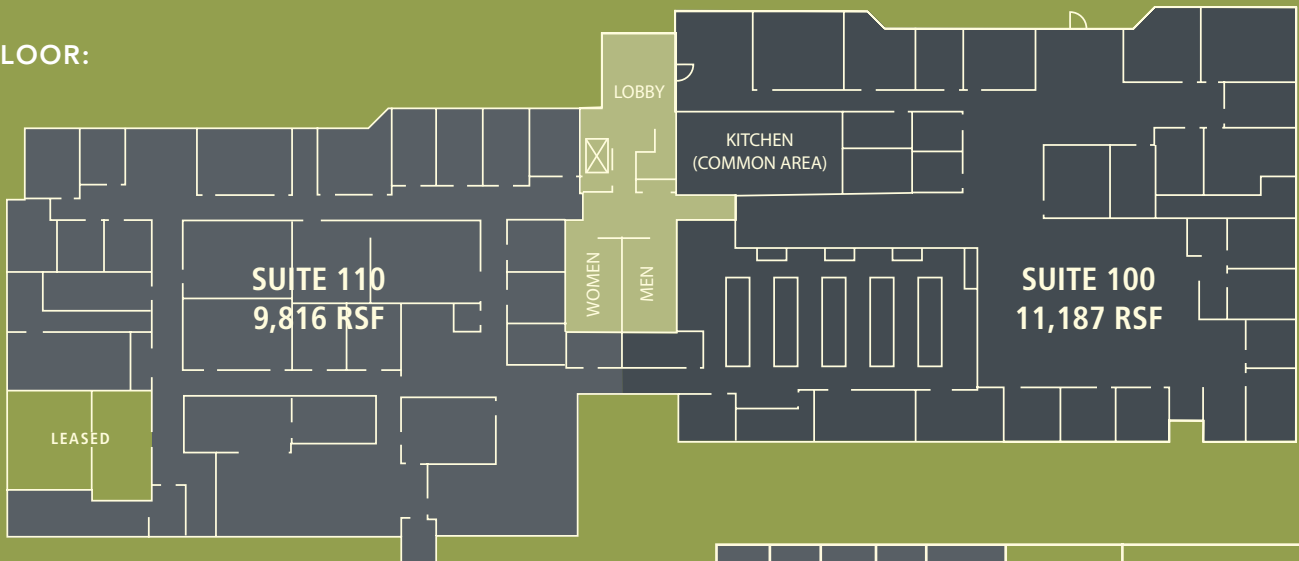 LOOR:
LOBBY
KITCHEN
(COMMON AREA)
SUITE 110
9,816 RSF
WOMEN
MEN
SUITE 100
11,187 RSF
LEASED